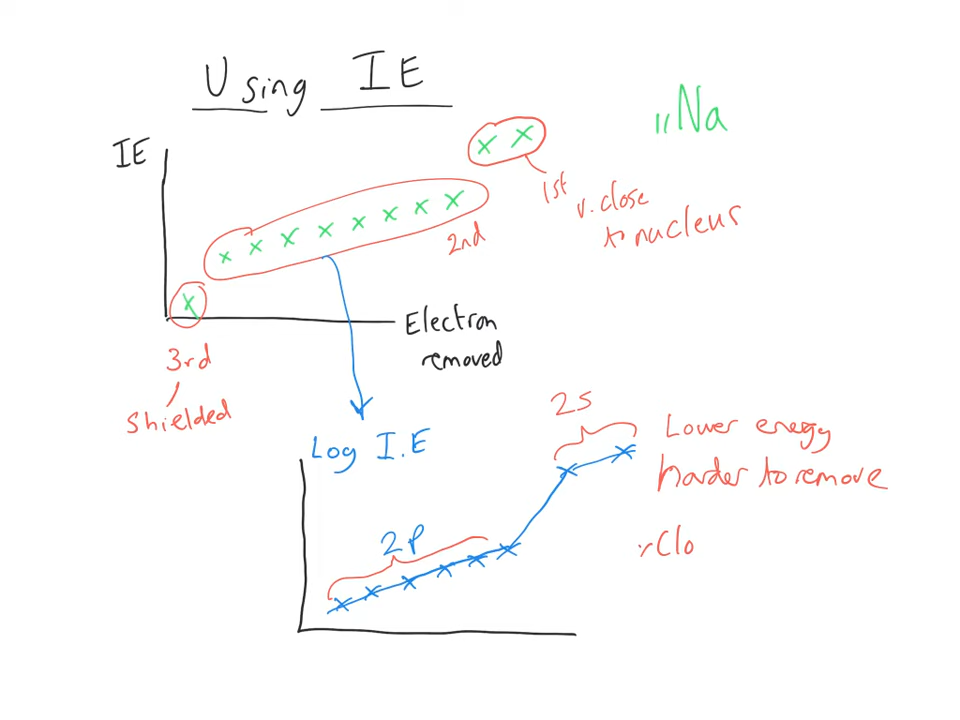 Using IE
IE
11Na
1st
v. close
to nucleus
2nd
Electron
removed
3rd
Shielded
Log I.E
2s
Lower energy
harder to remove
2p
Clo